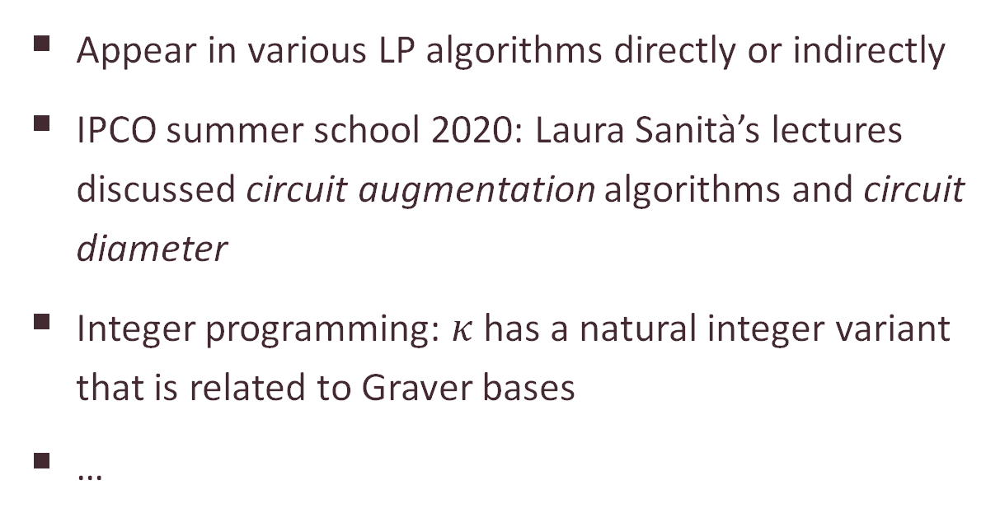 ▪ Appear in various LP algorithms directly or indirectly
▪ IPCO summer school 2020: Laura Sanità’s lectures
discussed circuit augmentation algorithms and circuit
diameter
▪ Integer programming: κ has a natural integer variant
that is related to Graver bases
▪ …